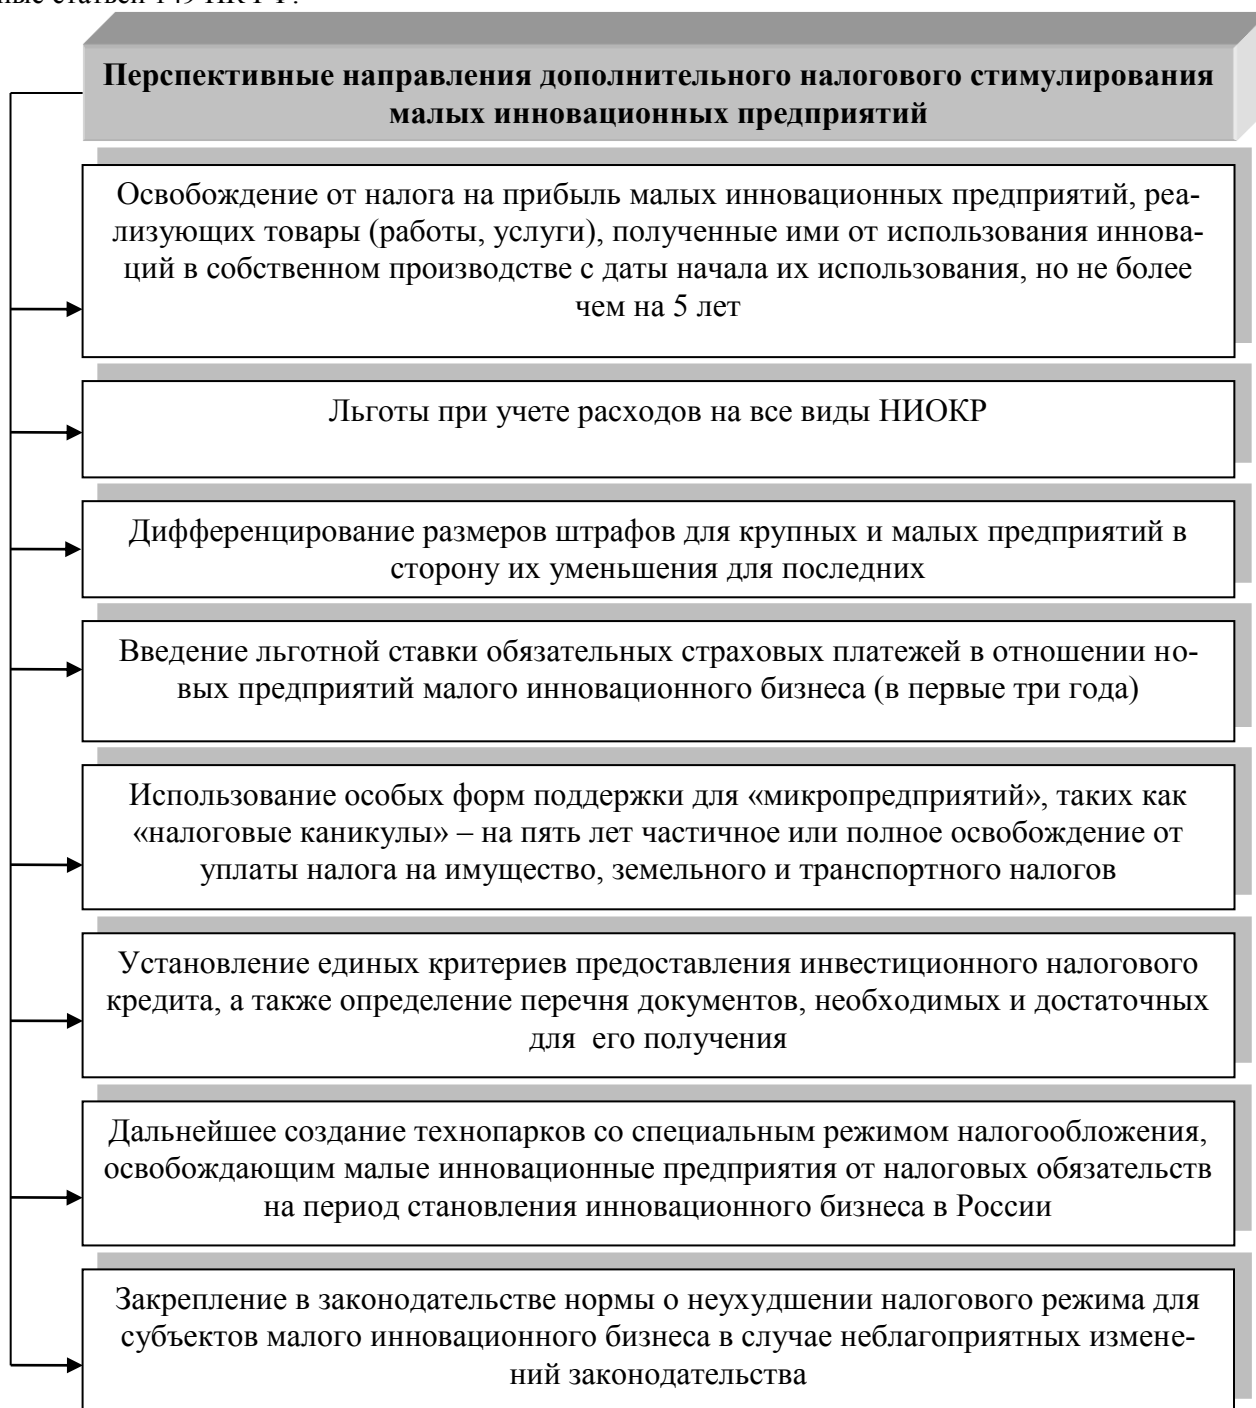 ные статьей 149 НК РФ.
Перспективные направления дополнительного налогового стимулирования
малых инновационных предприятий
Освобождение от налога на прибыль малых инновационных предприятий, реа-
лизующих товары (работы, услуги), полученные ими от использования иннова-
ций в собственном производстве с даты начала их использования, но не более
чем на 5 лет
Льготы при учете расходов на все виды НИОКР
Дифференцирование размеров штрафов для крупных и малых предприятий в
сторону их уменьшения для последних
Введение льготной ставки обязательных страховых платежей в отношении но-
вых предприятий малого инновационного бизнеса (в первые три года)
Использование особых форм поддержки для «микропредприятий», таких как
«налоговые каникулы» – на пять лет частичное или полное освобождение от
уплаты налога на имущество, земельного и транспортного налогов
Установление единых критериев предоставления инвестиционного налогового
кредита, а также определение перечня документов, необходимых и достаточных
для его получения
Дальнейшее создание технопарков со специальным режимом налогообложения,
освобождающим малые инновационные предприятия от налоговых обязательств
на период становления инновационного бизнеса в России
Закрепление в законодательстве нормы о неухудшении налогового режима для
субъектов малого инновационного бизнеса в случае неблагоприятных измене-
ний законодательства